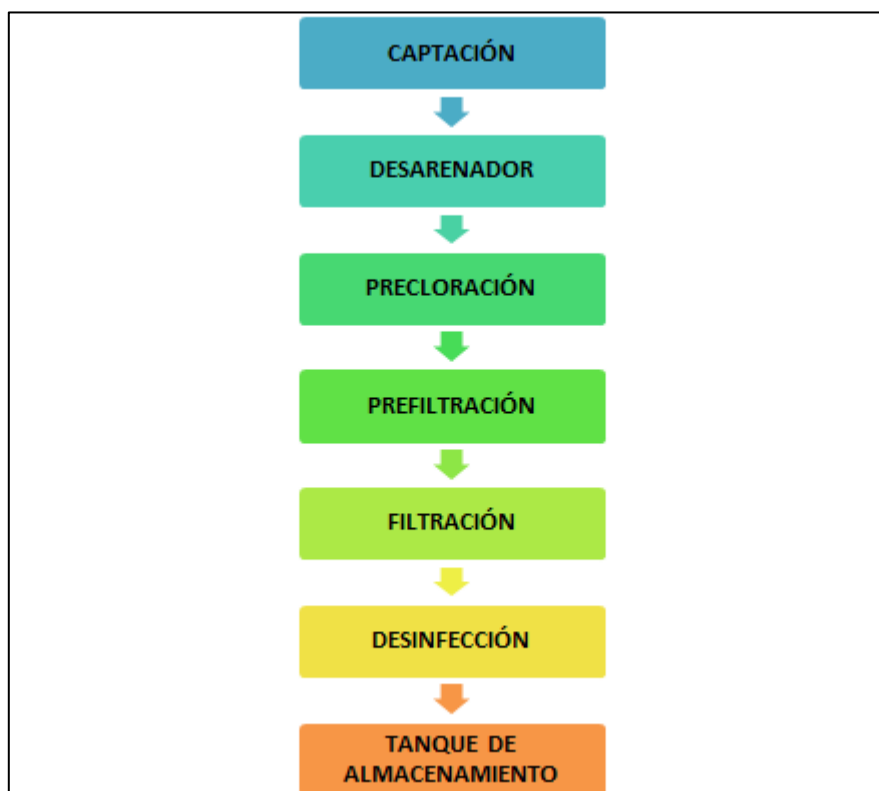 CAPTACIÓN
DESARENADOR
PRECLORACIÓN
PREFILTRACIÓN
FILTRACIÓN
DESINFECCIÓN
TANQUE DE
ALMACENAMIENTO